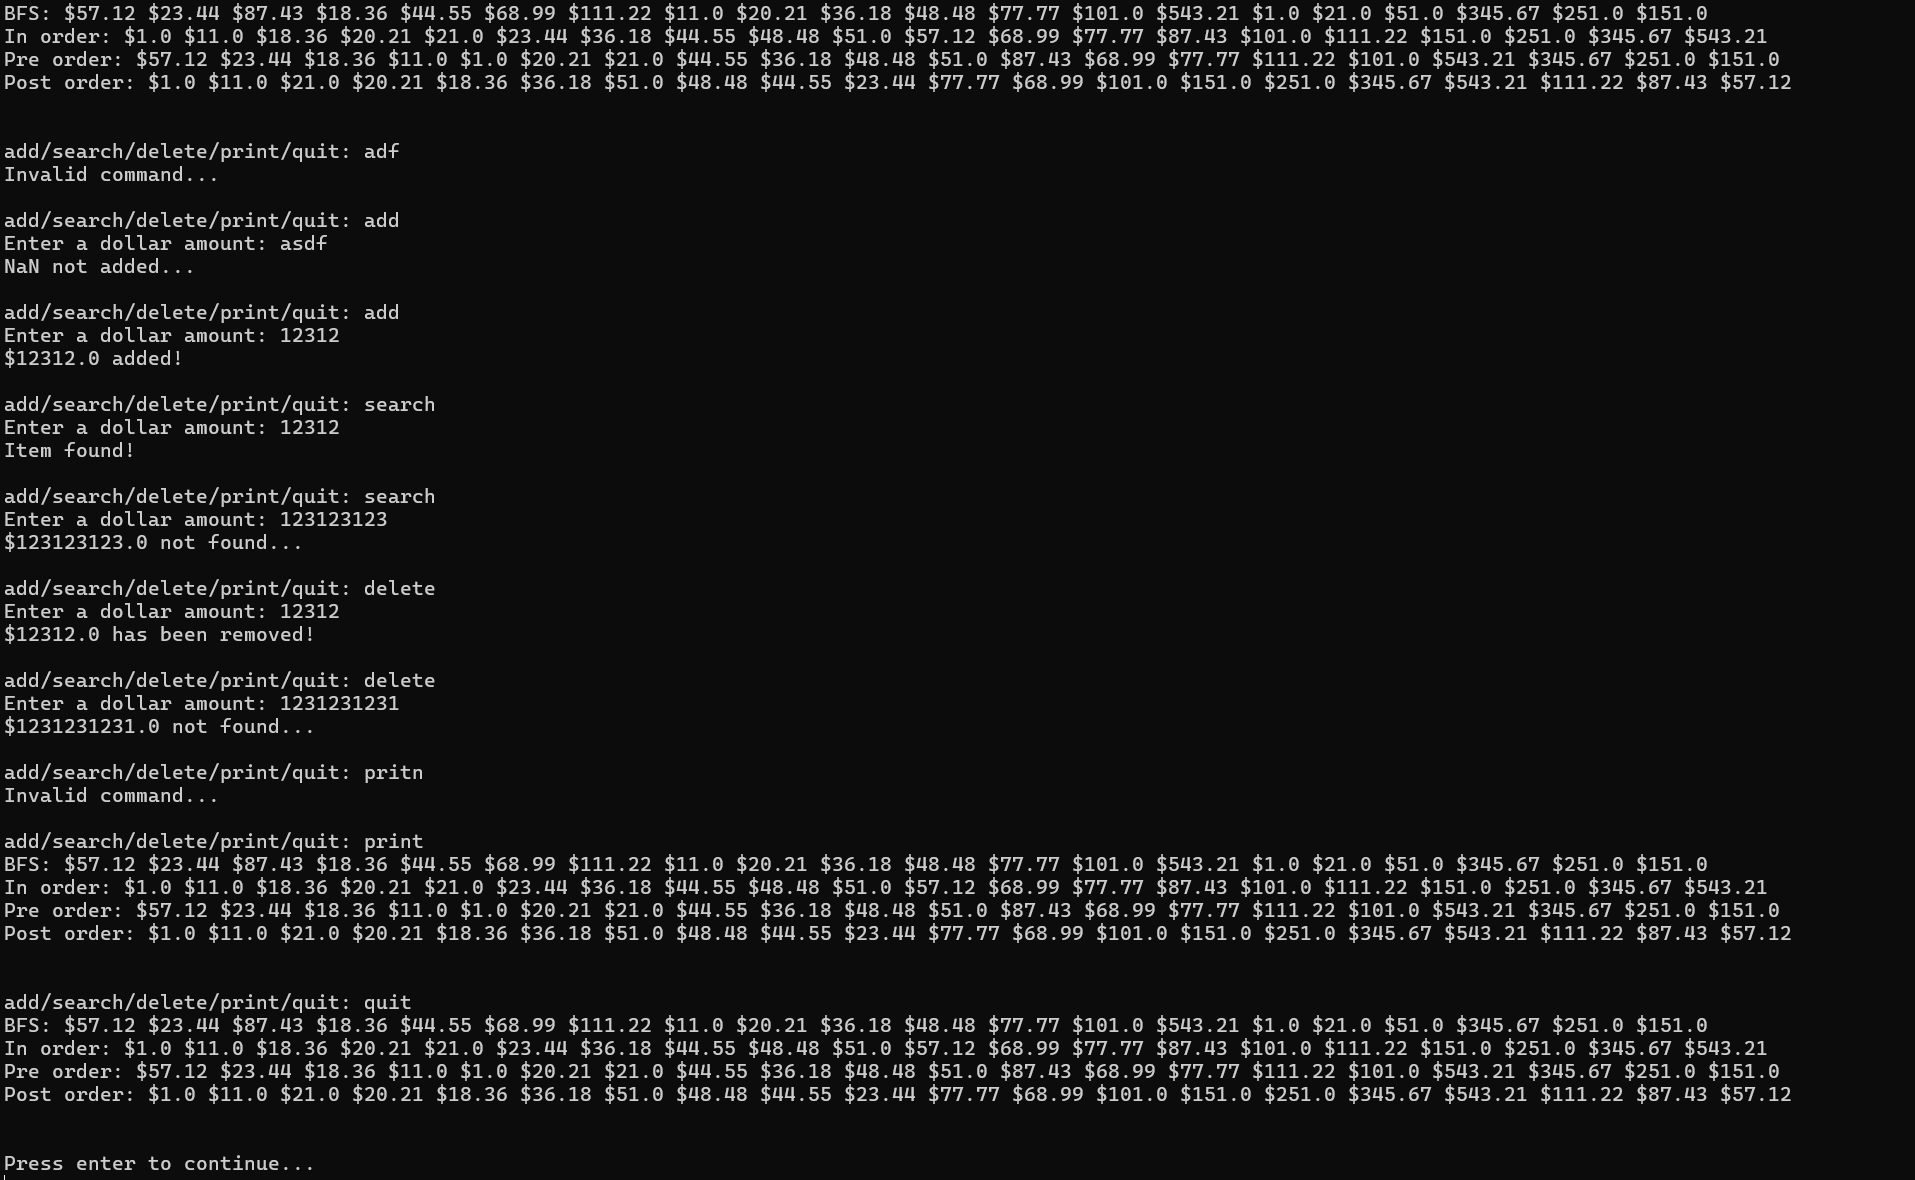 BFS: $57.12 $23.44 $87.43 $18.36 $44.55 $68.99 $111.22 $11.0 $20.21 $36.18 $48.48 $77.77 $101.0 $543.21 $1.0 $21.0 $51.0 $345.67 $251.0 $151.0
In order: $1.0 $11.0 $18.36 $20.21 $21.0 $23.44 $36.18 $44.55 $48.48 $51.0 $57.12 $68.99 $77.77 $87.43 $101.0 $111.22 $151.0 $251.0 $345.67 $543.21
Pre order: $57.12 $23.44 $18.36 $11.0 $1.0 $20.21 $21.0 $44.55 $36.18 $48.48 $51.0 $87.43 $68.99 $77.77 $111.22 $101.0 $543.21 $345.67 $251.0 $151.0
Post order: $1.0 $11.0 $21.0 $20.21 $18.36 $36.18 $51.0 $48.48 $44.55 $23.44 $77.77 $68.99 $101.0 $151.0 $251.0 $345.67 $543.21 $111.22 $87.43 $57.12
add/search/delete/print/quit: adf
Invalid command...
add/search/delete/print/quit: add
Enter a dollar amount: asdf
NaN not added...
add/search/delete/print/quit: add
Enter a dollar amount: 12312
$12312.0 added!
add/search/delete/print/quit: search
Enter a dollar amount: 12312
Item found!
add/search/delete/print/quit: search
Enter a dollar amount: 123123123
$123123123.0 not found...
add/search/delete/print/quit: delete
Enter a dollar amount: 12312
$12312.0 has been removed!
add/search/delete/print/quit: delete
Enter a dollar amount: 1231231231
$1231231231.0 not found...
add/search/delete/print/quit: pritn
Invalid command...
add/search/delete/print/quit: print
BFS: $57.12 $23.44 $87.43 $18.36 $44.55 $68.99 $111.22 $11.0 $20.21 $36.18 $48.48 $77.77 $101.0 $543.21 $1.0 $21.0 $51.0 $345.67 $251.0 $151.0
In order: $1.0 $11.0 $18.36 $20.21 $21.0 $23.44 $36.18 $44.55 $48.48 $51.0 $57.12 $68.99 $77.77 $87.43 $101.0 $111.22 $151.0 $251.0 $345.67 $543.21
Pre order: $57.12 $23.44 $18.36 $11.0 $1.0 $20.21 $21.0 $44.55 $36.18 $48.48 $51.0 $87.43 $68.99 $77.77 $111.22 $101.0 $543.21 $345.67 $251.0 $151.0
Post order: $1.0 $11.0 $21.0 $20.21 $18.36 $36.18 $51.0 $48.48 $44.55 $23.44 $77.77 $68.99 $101.0 $151.0 $251.0 $345.67 $543.21 $111.22 $87.43 $57.12
add/search/delete/print/quit: quit
BFS: $57.12 $23.44 $87.43 $18.36 $44.55 $68.99 $111.22 $11.0 $20.21 $36.18 $48.48 $77.77 $101.0 $543.21 $1.0 $21.0 $51.0 $345.67 $251.0 $151.0
In order: $1.0 $11.0 $18.36 $20.21 $21.0 $23.44 $36.18 $44.55 $48.48 $51.0 $57.12 $68.99 $77.77 $87.43 $101.0 $111.22 $151.0 $251.0 $345.67 $543.21
Pre order: $57.12 $23.44 $18.36 $11.0 $1.0 $20.21 $21.0 $44.55 $36.18 $48.48 $51.0 $87.43 $68.99 $77.77 $111.22 $101.0 $543.21 $345.67 $251.0 $151.0
Post order: $1.0 $11.0 $21.0 $20.21 $18.36 $36.18 $51.0 $48.48 $44.55 $23.44 $77.77 $68.99 $101.0 $151.0 $251.0 $345.67 $543.21 $111.22 $87.43 $57.12
Press enter to continue...